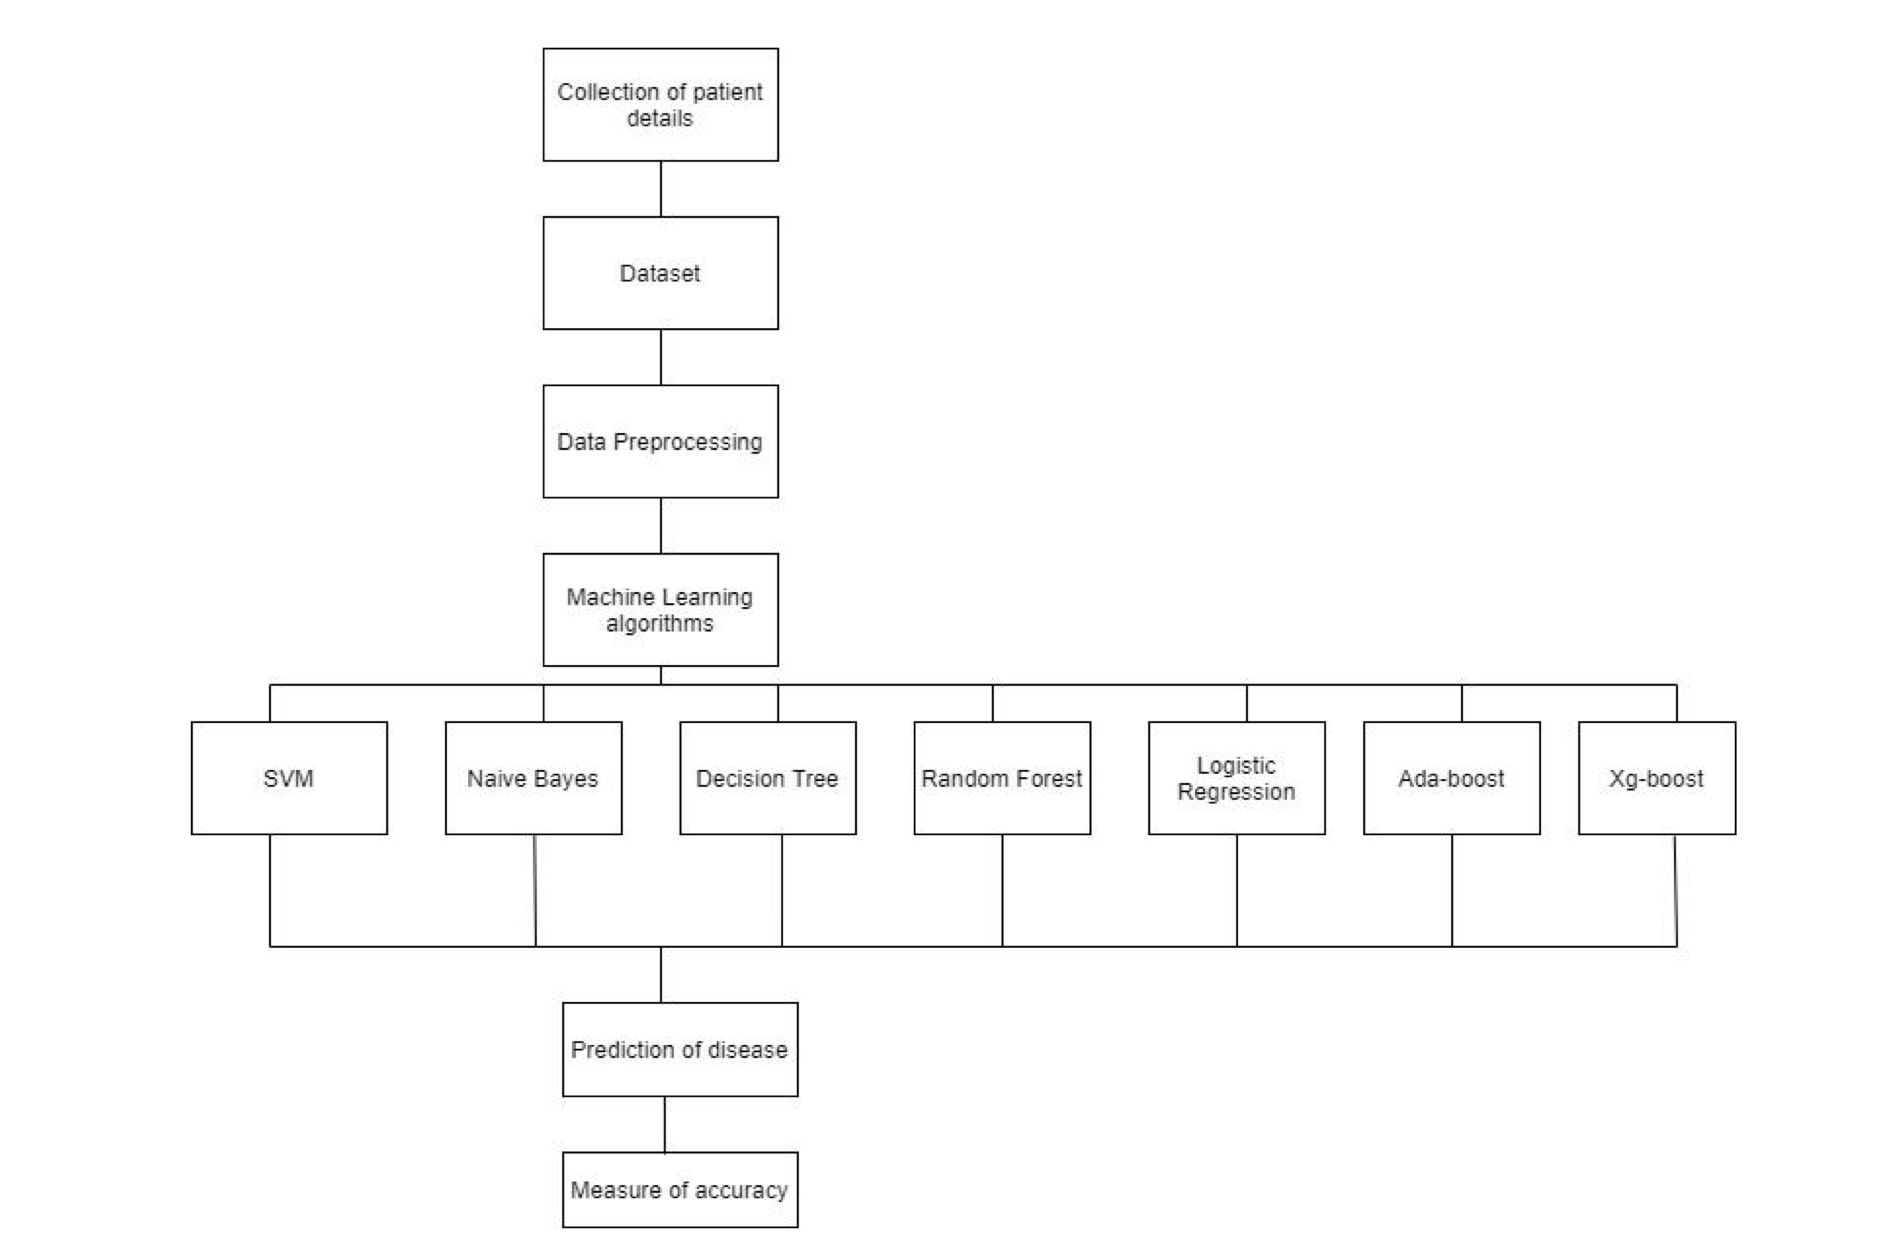 Collection of patient
details
Dataset
Data Preprocessing
Machine Learning
algorithms
SVM
Naive Bayes
Decision Tree
Random Forest
Logistic
Regression
Ada-boost
Xg-boost
Prediction of disease
Measure of accuracy